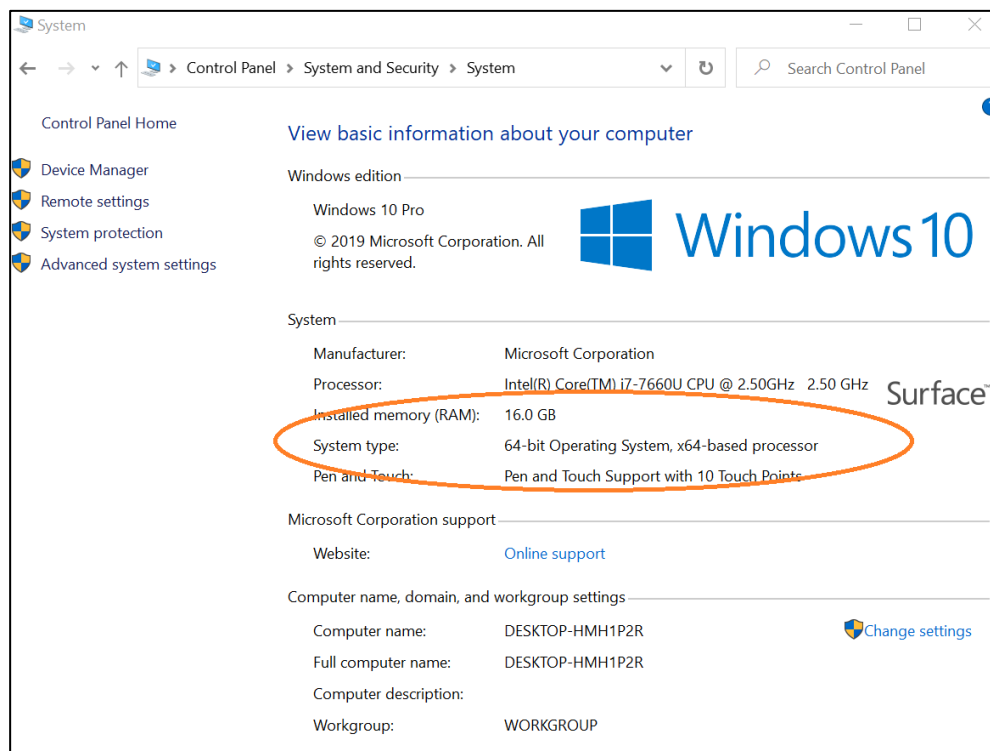 System
Control Panel > System and Security > System
Search Control Panel
Control Panel Home
Device Manager
Remote settings
System protection
Advanced system settings
View basic information about your computer
Windows edition
Windows 10 Pro
© 2019 Microsoft Corporation. All
rights reserved.
Windows 10
System
Manufacturer: Microsoft Corporation
Processor: Intel(R) Core(TM) i7-7660U CPU @ 2.50GHz 2.50 GHz
Installed memory (RAM): 16.0 GB
System type: 64-bit Operating System, x64-based processor
Pen and Touch: Pen and Touch Support with 10 Touch Points
Surface™
Microsoft Corporation support
Website: Online support
Computer name, domain, and workgroup settings
Computer name: DESKTOP-HMH1P2R
Change settings
Full computer name: DESKTOP-HMH1P2R
Computer description:
Workgroup: WORKGROUP